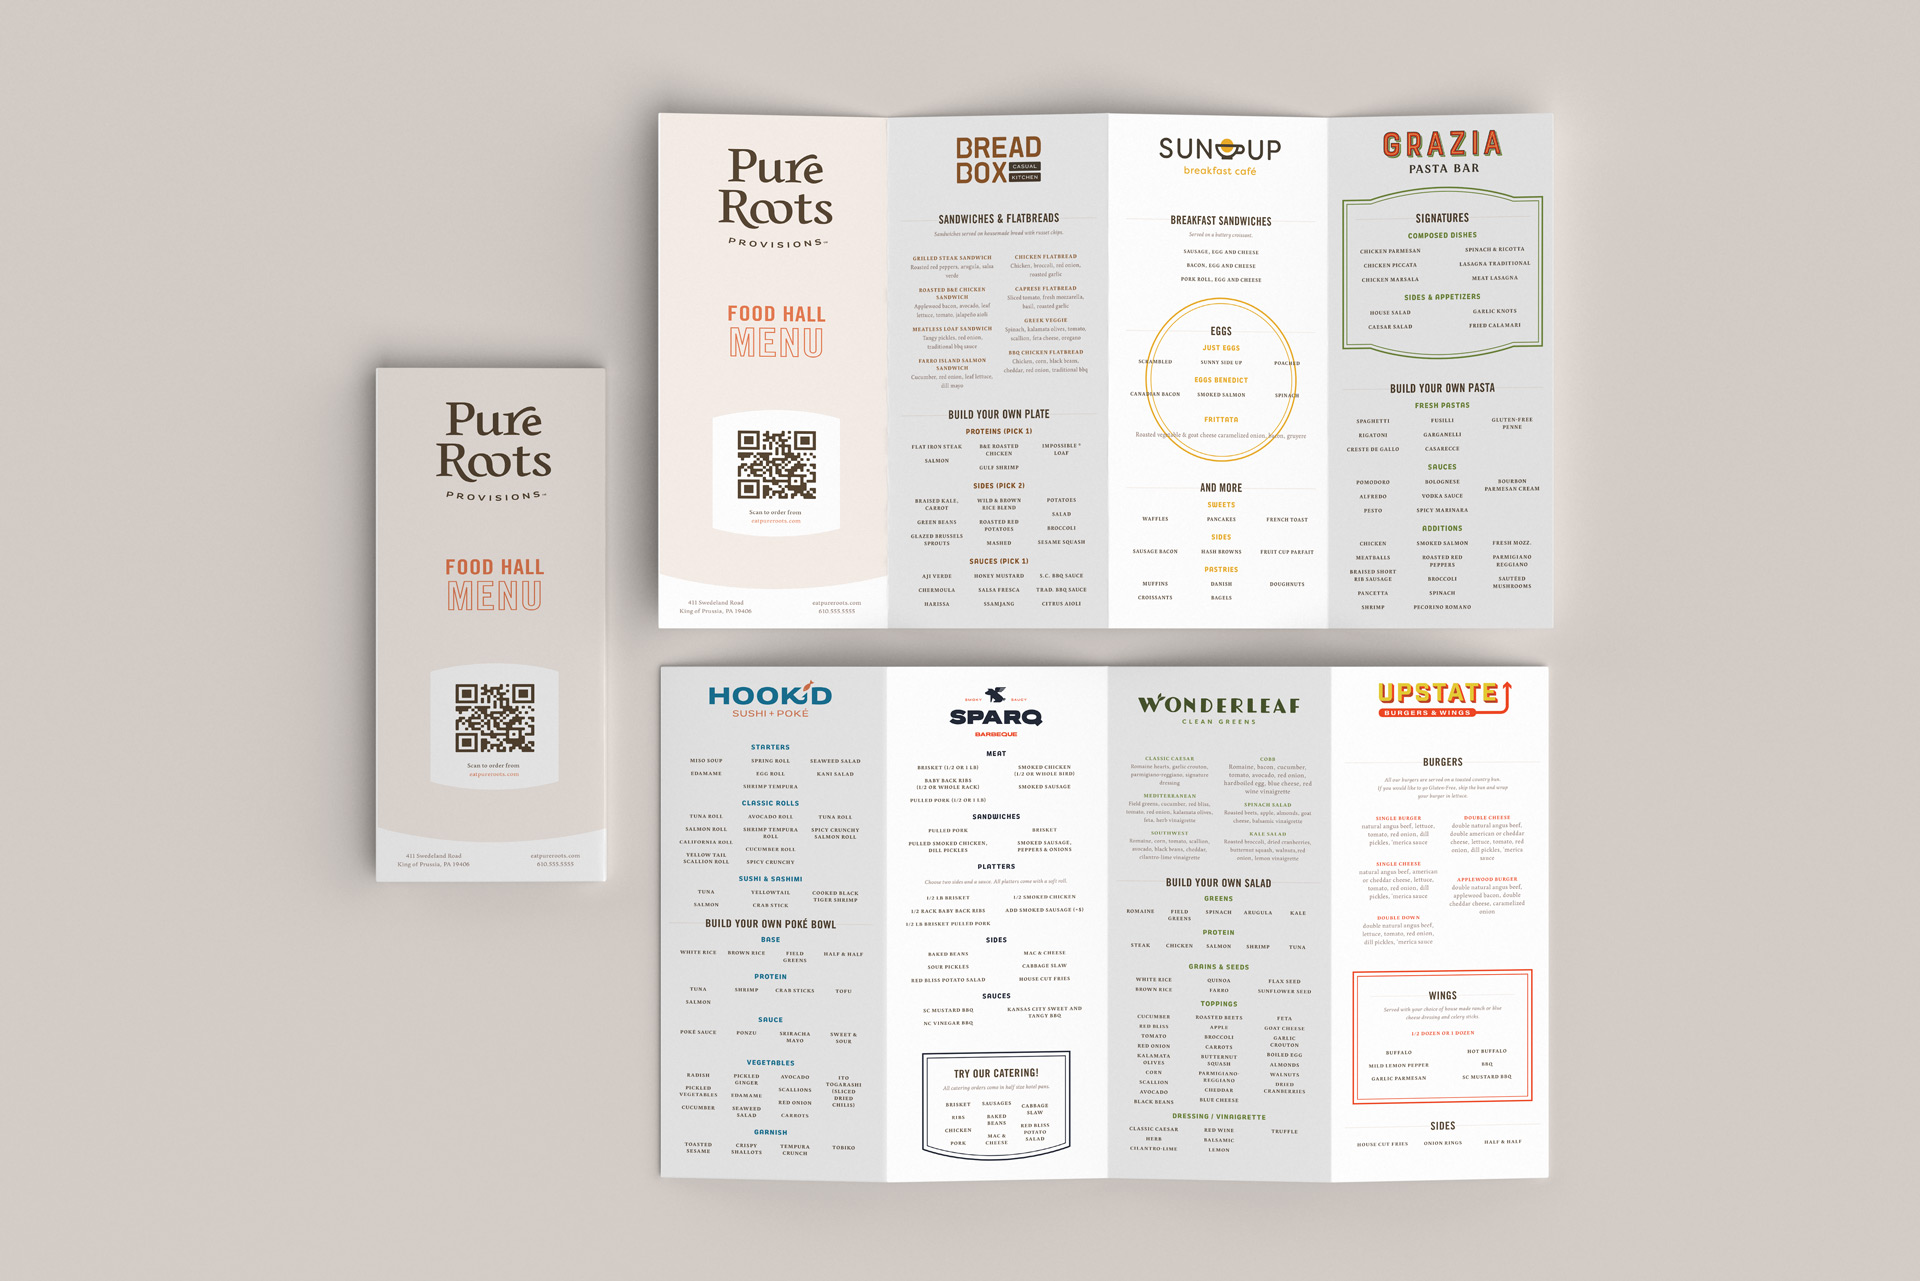 Pure
Roots
PROVISIONS
FOOD HALL
MENU
Scan to order from
eatpureroots.com
411 Swedeland Road
King of Prussia, PA 19406
eatpureroots.com
610.555.5555
Pure
Roots
PROVISIONS
FOOD HALL
MENU
Scan to order from
eatpureroots.com
411 Swedeland Road
King of Prussia, PA 19406
eatpureroots.com
610.555.5555
BREAD
BOX
CASUAL
KITCHEN
SANDWICHES & FLATBREADS
Sandwiches served on housemade bread with roast chips.
GRILLED STEAK SANDWICH
Roasted red peppers, arugula, salsa
verde
ROASTED B&E CHICKEN
SANDWICH
Applewood bacon, avocado, leaf
lettuce, tomato, jalapeño aioli
MEATLESS LOAF SANDWICH
Tangy pickles, red onion,
traditional bbq sauce
FARRO ISLAND SALMON
SANDWICH
Cucumber, red onion, leaf lettuce,
dill mayo
CHICKEN FLATBREAD
Chicken, broccoli, red onion,
roasted garlic
CAPRESE FLATBREAD
Sliced tomato, fresh mozzarella,
basil, roasted garlic
GREEK VEGGIE
Spinach, kalamata olives, tomato,
scallion, feta cheese, oregano
BBQ CHICKEN FLATBREAD
Chicken, corn, black beans,
cheddar, red onion, traditional bbq
BUILD YOUR OWN PLATE
PROTEINS (PICK 1)
FLAT IRON STEAK
SALMON
B&E ROASTED
CHICKEN
GULF SHRIMP
IMPOSSIBLE ®
LOAF
SIDES (PICK 2)
BRAISED KALE,
CARROT
GREEN BEANS
GLAZED BRUSSELS
SPROUTS
WILD & BROWN
RICE BLEND
ROASTED RED
POTATOES
MASHED
POTATOES
SALAD
BROCCOLI
SESAME SQUASH
SAUCES (PICK 1)
AJI VERDE
CHERMOULA
HARISSA
HONEY MUSTARD
SALSA FRESCA
SSAMJANG
S.C. BBQ SAUCE
TRAD. BBQ SAUCE
CITRUS AIOLI
SUN UP
breakfast café
BREAKFAST SANDWICHES
Served on a buttery croissant.
SAUSAGE, EGG AND CHEESE
BACON, EGG AND CHEESE
PORK ROLL, EGG AND CHEESE
EGGS
JUST EGGS
SCRAMBLED
SUNNY SIDE UP
POACHED
EGGS BENEDICT
CANADIAN BACON
SMOKED SALMON
SPINACH
FRITTATA
Roasted vegetable & goat cheese caramelized onion, bacon, gruyere
AND MORE
SWEETS
WAFFLES
PANCAKES
FRENCH TOAST
SIDES
SAUSAGE BACON
HASH BROWNS
FRUIT CUP PARFAIT
PASTRIES
MUFFINS
CROISSANTS
DANISH
BAGELS
DOUGHNUTS
GRAZIA
PASTA BAR
SIGNATURES
COMPOSED DISHES
CHICKEN PARMESAN
CHICKEN PICCATA
CHICKEN MARSALA
SPINACH & RICOTTA
LASAGNA TRADITIONAL
MEAT LASAGNA
SIDES & APPETIZERS
HOUSE SALAD
CAESAR SALAD
GARLIC KNOTS
FRIED CALAMARI
BUILD YOUR OWN PASTA
FRESH PASTAS
SPAGHETTI
RIGATONI
CRESTE DE GALLO
FUSILLI
GARGANELLI
CASARECCE
GLUTEN-FREE
PENNE
SAUCES
POMODORO
ALFREDO
PESTO
BOLOGNESE
VODKA SAUCE
SPICY MARINARA
BOURBON
PARMESAN CREAM
ADDITIONS
CHICKEN
MEATBALLS
BRAISED SHORT
RIB SAUSAGE
PANCETTA
SHRIMP
SMOKED SALMON
ROASTED RED
PEPPERS
BROCCOLI
SPINACH
PECORINO ROMANO
FRESH MOZZ.
PARMIGIANO
REGGIANO
SAUTÉED
MUSHROOMS
HOOK'D
SUSHI + POKÉ
STARTERS
MISO SOUP
EDAMAME
SPRING ROLL
EGG ROLL
SHRIMP TEMPURA
SEAWEED SALAD
KANI SALAD
CLASSIC ROLLS
TUNA ROLL
SALMON ROLL
CALIFORNIA ROLL
YELLOW TAIL
SCALLION ROLL
AVOCADO ROLL
SHRIMP TEMPURA
ROLL
CUCUMBER ROLL
SPICY CRUNCHY
TUNA ROLL
SPICY CRUNCHY
SALMON ROLL
SUSHI & SASHIMI
TUNA
SALMON
YELLOWTAIL
CRAB STICK
COOKED BLACK
TIGER SHRIMP
BUILD YOUR OWN POKÉ BOWL
BASE
WHITE RICE
BROWN RICE
FIELD
GREENS
HALF & HALF
PROTEIN
TUNA
SALMON
SHRIMP
CRAB STICKS
TOFU
SAUCE
POKÉ SAUCE
PONZU
SRIRACHA
MAYO
SWEET &
SOUR
VEGETABLES
RADISH
PICKLED
VEGETABLES
CUCUMBER
PICKLED
GINGER
EDAMAME
SEAWEED
SALAD
AVOCADO
SCALLIONS
RED ONION
CARROTS
ITO
TOGARASHI
(SLICED
DRIED
CHILIS)
GARNISH
TOASTED
SESAME
CRISPY
SHALLOTS
TEMPURA
CRUNCH
TOBIKO
SMOKY
SAUCY
SPARQ
BARBEQUE
MEAT
BRISKET (1/2 OR 1 LB)
BABY BACK RIBS
(1/2 OR WHOLE BACK)
PULLED PORK (1/2 OR 1 LB)
SMOKED CHICKEN
(1/2 OR WHOLE BIRD)
SMOKED SAUSAGE
SANDWICHES
PULLED PORK
PULLED SMOKED CHICKEN,
DILL PICKLES
BRISKET
SMOKED SAUSAGE,
PEPPERS & ONIONS
PLATTERS
Choose two sides and a sauce. All platters come with a soft roll.
1/2 LB BRISKET
1/2 RACK BABY BACK RIBS
1/2 LB BRISKET PULLED PORK
1/2 SMOKED CHICKEN
ADD SMOKED SAUSAGE (+$)
SIDES
BAKED BEANS
SOUR PICKLES
RED BLISS POTATO SALAD
MAC & CHEESE
CABBAGE SLAW
HOUSE CUT FRIES
SAUCES
SC MUSTARD BBQ
NC VINEGAR BBQ
KANSAS CITY SWEET AND
TANGY BBQ
TRY OUR CATERING!
All catering orders come in half size hotel pans.
BRISKET
RIBS
CHICKEN
PORK
SAUSAGES
BAKED
BEANS
MAC &
CHEESE
CABBAGE
SLAW
RED BLISS
POTATO
SALAD
WONDERLEAF
CLEAN GREENS
CLASSIC CAESAR
Romaine hearts, garlic crouton,
parmigiano reggiano, signature
dressing
MEDITERRANEAN
Field greens, cucumber, red bliss,
tomato, red onion, kalamata olives,
feta, herb vinaigrette
SOUTHWEST
Romaine, corn, tomato, scallion,
avocado, black beans, cheddar,
cilantro-lime vinaigrette
COBB
Romaine, bacon, cucumber,
tomato, avocado, red onion,
hardboiled egg, blue cheese, red
wine vinaigrette
SPINACH SALAD
Roasted beets, apple, almonds, goat
cheese, balsamic vinaigrette
KALE SALAD
Roasted broccoli, dried cranberries,
butternut squash, walnuts, red
onion, lemon vinaigrette
BUILD YOUR OWN SALAD
GREENS
ROMAINE
FIELD
GREENS
SPINACH
ARUGULA
KALE
PROTEIN
STEAK
CHICKEN
SALMON
SHRIMP
TUNA
GRAINS & SEEDS
WHITE RICE
BROWN RICE
QUINOA
FARRO
FLAX SEED
SUNFLOWER SEED
TOPPINGS
CUCUMBER
RED BLISS
TOMATO
RED ONION
KALAMATA
OLIVES
CORN
SCALLION
AVOCADO
BLACK BEANS
ROASTED BEETS
APPLE
BROCCOLI
CARROTS
BUTTERNUT
SQUASH
PARMIGIANO
REGGIANO
CHEDDAR
BLUE CHEESE
FETA
GOAT CHEESE
GARLIC
CROUTON
BOILED EGG
ALMONDS
WALNUTS
DRIED
CRANBERRIES
DRESSING / VINAIGRETTE
CLASSIC CAESAR
HERB
CILANTRO-LIME
RED WINE
BALSAMIC
LEMON
TRUFFLE
UPSTATE
BURGERS & WINGS
BURGERS
All our burgers are served on a toasted country bun.
If you would like to go Gluten-Free, skip the bun and wrap
your burger in lettuce.
SINGLE BURGER
natural angus beef, lettuce,
tomato, red onion, dill
pickles, 'merica sauce
SINGLE CHEESE
natural angus beef, american
or cheddar cheese, lettuce,
tomato, red onion, dill
pickles, 'merica sauce
DOUBLE DOWN
double natural angus beef,
lettuce, tomato, red onion,
dill pickles, 'merica sauce
DOUBLE CHEESE
double natural angus beef,
double american or cheddar
cheese, lettuce, tomato, red
onion, dill pickles, 'merica
sauce
APPLEWOOD BURGER
double natural angus beef,
applewood bacon, double
cheddar cheese, caramelized
onion
WINGS
Served with your choice of house made ranch or blue
cheese dressing and celery sticks.
1/2 DOZEN OR 1 DOZEN
BUFFALO
MILD LEMON PEPPER
GARLIC PARMESAN
HOT BUFFALO
BBQ
SC MUSTARD BBQ
SIDES
HOUSE CUT FRIES
ONION RINGS
HALF & HALF